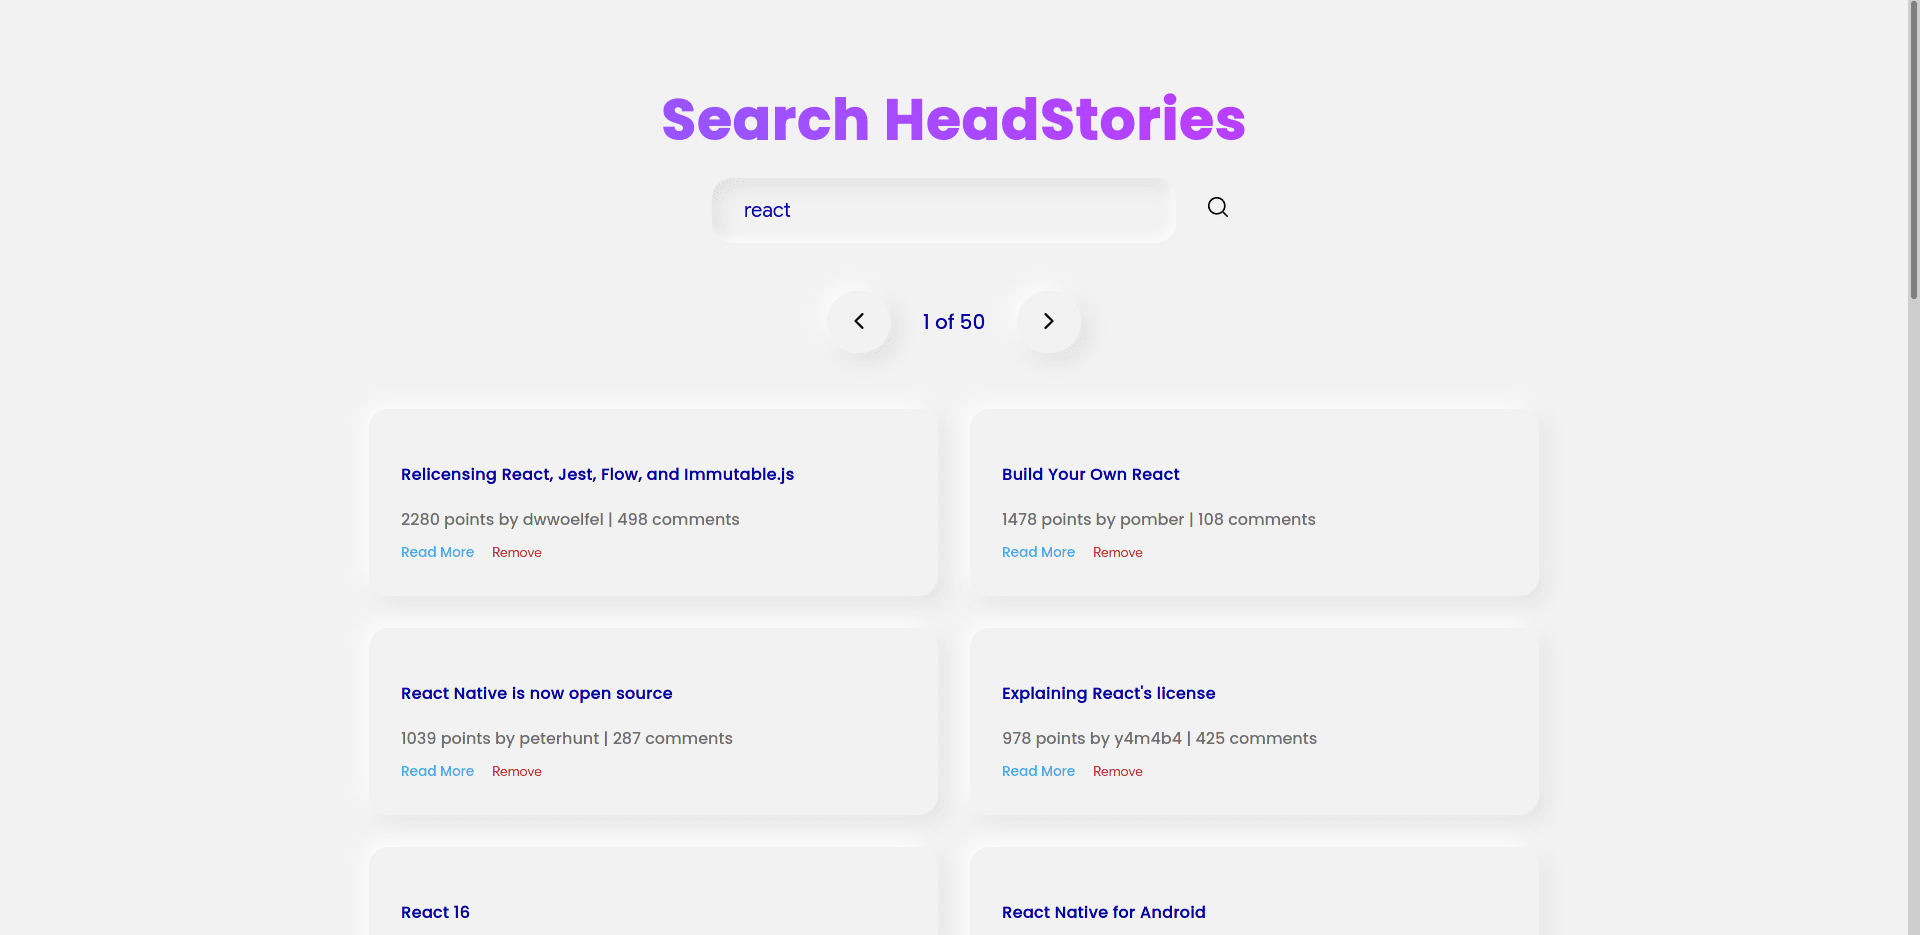 Search HeadStories
react
1 of 50
Relicensing React, Jest, Flow, and Immutable.js
2280 points by dwwoelfel | 498 comments
Read More Remove
Build Your Own React
1478 points by pomber | 108 comments
Read More Remove
React Native is now open source
1039 points by peterhunt | 287 comments
Read More Remove
Explaining React's license
978 points by y4m4b4 | 425 comments
Read More Remove
React 16
React Native for Android